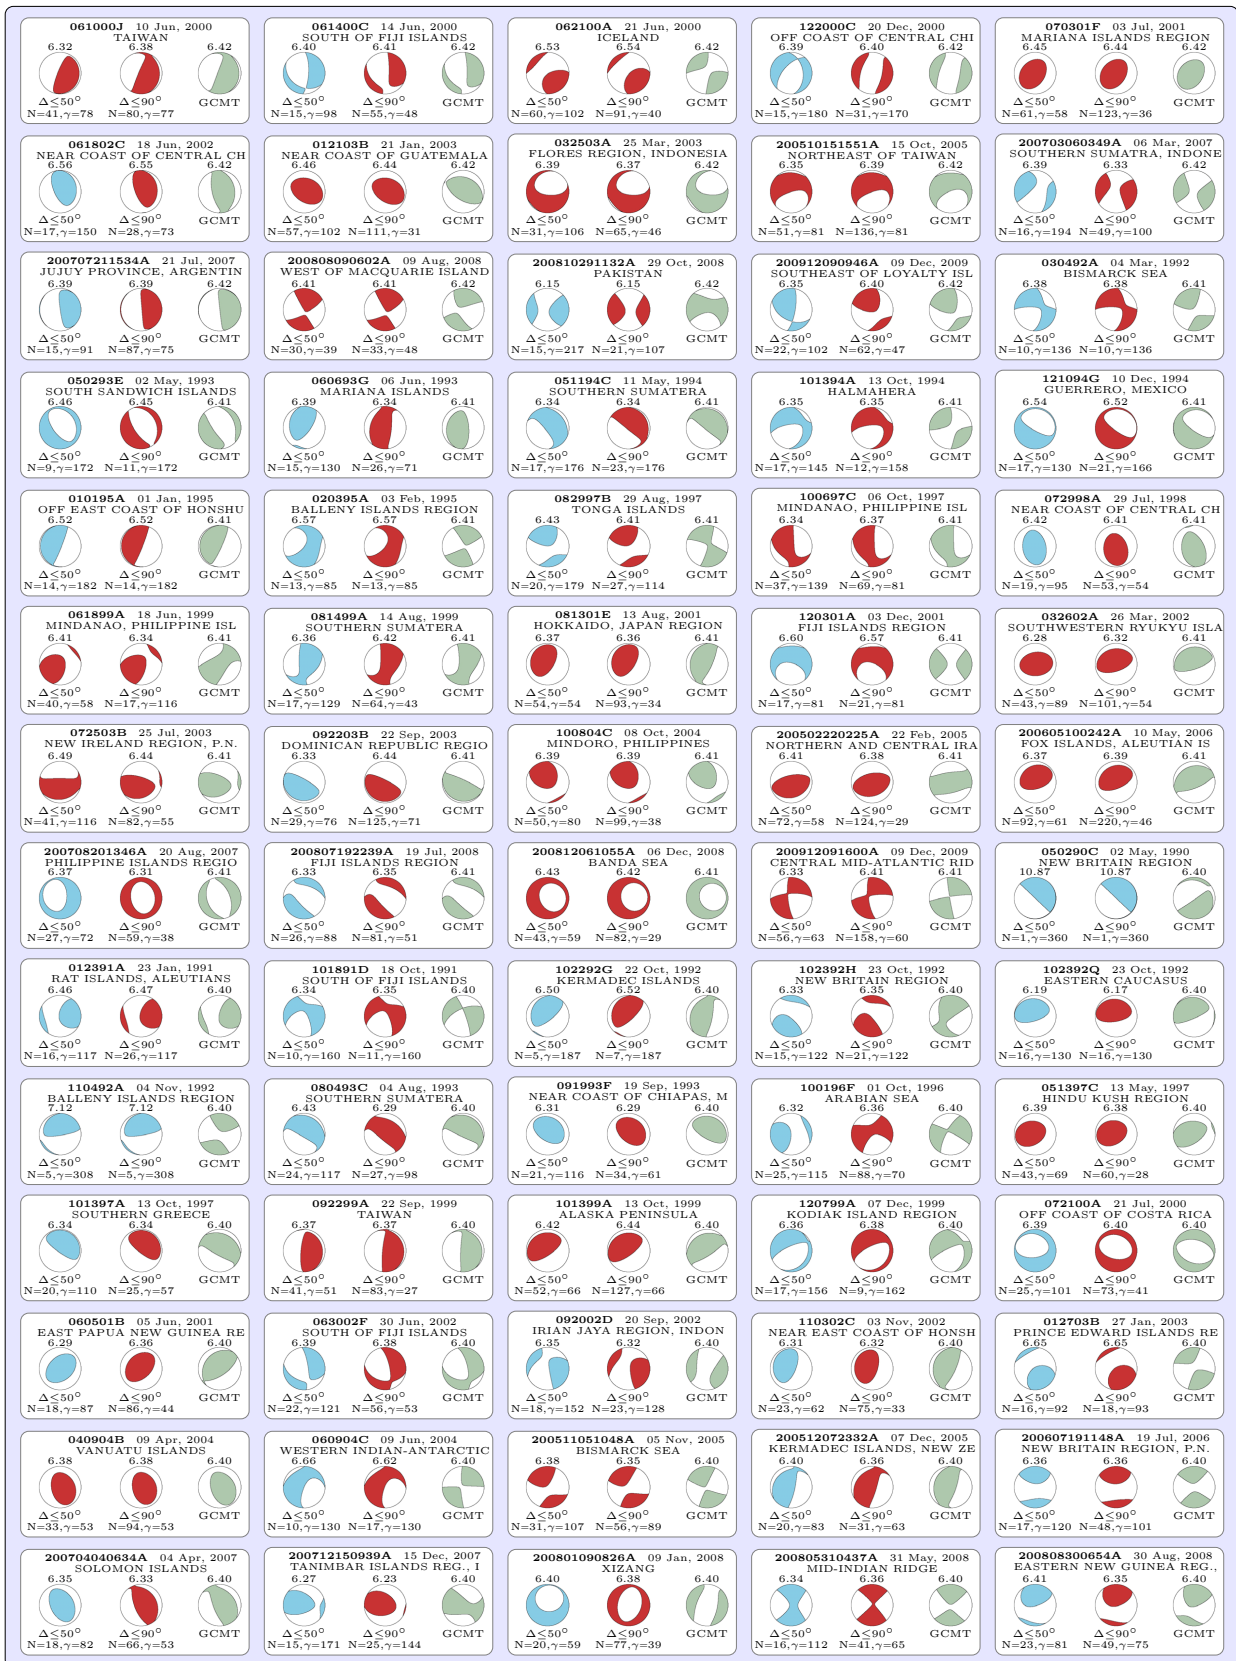 061000J 10 Jun, 2000
TAIWAN
6.32 6.38 6.42
Δ≤50° Δ≤90° GCMT
N=41,γ=78 N=80,γ=77
061400C 14 Jun, 2000
SOUTH OF FIJI ISLANDS
6.40 6.41 6.42
Δ≤50° Δ≤90° GCMT
N=15,γ=98 N=55,γ=48
062100A 21 Jun, 2000
ICELAND
6.53 6.54 6.42
Δ≤50° Δ≤90° GCMT
N=60,γ=102 N=91,γ=40
122000C 20 Dec, 2000
OFF COAST OF CENTRAL CHI
6.39 6.40 6.42
Δ≤50° Δ≤90° GCMT
N=15,γ=180 N=31,γ=170
070301F 03 Jul, 2001
MARIANA ISLANDS REGION
6.45 6.44 6.42
Δ≤50° Δ≤90° GCMT
N=61,γ=58 N=123,γ=36
061802C 18 Jun, 2002
NEAR COAST OF CENTRAL CH
6.56 6.55 6.42
Δ≤50° Δ≤90° GCMT
N=17,γ=150 N=28,γ=73
012103B 21 Jan, 2003
NEAR COAST OF GUATEMALA
6.46 6.44 6.42
Δ≤50° Δ≤90° GCMT
N=57,γ=102 N=111,γ=31
032503A 25 Mar, 2003
FLORES REGION, INDONESIA
6.39 6.37 6.42
Δ≤50° Δ≤90° GCMT
N=31,γ=106 N=65,γ=46
200510151551A 15 Oct, 2005
NORTHEAST OF TAIWAN
6.35 6.39 6.42
Δ≤50° Δ≤90° GCMT
N=51,γ=81 N=136,γ=81
200703060349A 06 Mar, 2007
SOUTHERN SUMATRA, INDONE
6.39 6.33 6.42
Δ≤50° Δ≤90° GCMT
N=16,γ=194 N=49,γ=100
200707211534A 21 Jul, 2007
JUJUY PROVINCE, ARGENTIN
6.39 6.39 6.42
Δ≤50° Δ≤90° GCMT
N=15,γ=91 N=87,γ=75
200808090602A 09 Aug, 2008
WEST OF MACQUARIE ISLAND
6.41 6.41 6.42
Δ≤50° Δ≤90° GCMT
N=30,γ=39 N=33,γ=48
200810291132A 29 Oct, 2008
PAKISTAN
6.15 6.15 6.42
Δ≤50° Δ≤90° GCMT
N=15,γ=217 N=21,γ=107
200912090946A 09 Dec, 2009
SOUTHEAST OF LOYALTY ISL
6.35 6.40 6.42
Δ≤50° Δ≤90° GCMT
N=22,γ=102 N=62,γ=47
030492A 04 Mar, 1992
BISMARCK SEA
6.38 6.38 6.41
Δ≤50° Δ≤90° GCMT
N=10,γ=136 N=10,γ=136
050293E 02 May, 1993
SOUTH SANDWICH ISLANDS
6.46 6.45 6.41
Δ≤50° Δ≤90° GCMT
N=9,γ=172 N=11,γ=172
060693G 06 Jun, 1993
MARIANA ISLANDS
6.39 6.34 6.41
Δ≤50° Δ≤90° GCMT
N=15,γ=130 N=26,γ=71
051194C 11 May, 1994
SOUTHERN SUMATERA
6.34 6.34 6.41
Δ≤50° Δ≤90° GCMT
N=17,γ=176 N=23,γ=176
101394A 13 Oct, 1994
HALMAHERA
6.35 6.35 6.41
Δ≤50° Δ≤90° GCMT
N=17,γ=145 N=12,γ=158
121094G 10 Dec, 1994
GUERRERO, MEXICO
6.54 6.52 6.41
Δ≤50° Δ≤90° GCMT
N=17,γ=130 N=21,γ=166
010195A 01 Jan, 1995
OFF EAST COAST OF HONSHU
6.52 6.52 6.41
Δ≤50° Δ≤90° GCMT
N=14,γ=182 N=14,γ=182
020395A 03 Feb, 1995
BALLENY ISLANDS REGION
6.57 6.57 6.41
Δ≤50° Δ≤90° GCMT
N=13,γ=85 N=13,γ=85
082997B 29 Aug, 1997
TONGA ISLANDS
6.43 6.41 6.41
Δ≤50° Δ≤90° GCMT
N=20,γ=179 N=27,γ=114
100697C 06 Oct, 1997
MINDANAO, PHILIPPINE ISL
6.34 6.37 6.41
Δ≤50° Δ≤90° GCMT
N=37,γ=139 N=69,γ=81
072998A 29 Jul, 1998
NEAR COAST OF CENTRAL CH
6.42 6.41 6.41
Δ≤50° Δ≤90° GCMT
N=19,γ=95 N=53,γ=54
061899A 18 Jun, 1999
MINDANAO, PHILIPPINE ISL
6.41 6.41 6.41
Δ≤50° Δ≤90° GCMT
N=40,γ=58 N=17,γ=116
081499A 14 Aug, 1999
SOUTHERN SUMATERA
6.36 6.42 6.41
Δ≤50° Δ≤90° GCMT
N=17,γ=129 N=64,γ=43
081301E 13 Aug, 2001
HOKKAIDO, JAPAN REGION
6.37 6.36 6.41
Δ≤50° Δ≤90° GCMT
N=54,γ=54 N=93,γ=34
120301A 03 Dec, 2001
FIJI ISLANDS REGION
6.60 6.57 6.41
Δ≤50° Δ≤90° GCMT
N=17,γ=81 N=21,γ=81
032602A 26 Mar, 2002
SOUTHWESTERN RYUKYU ISLA
6.28 6.32 6.41
Δ≤50° Δ≤90° GCMT
N=43,γ=89 N=101,γ=54
072503B 25 Jul, 2003
NEW IRELAND REGION, P.N.
6.49 6.44 6.41
Δ≤50° Δ≤90° GCMT
N=41,γ=116 N=82,γ=55
092203B 22 Sep, 2003
DOMINICAN REPUBLIC REGIO
6.33 6.44 6.41
Δ≤50° Δ≤90° GCMT
N=29,γ=76 N=125,γ=71
100804C 08 Oct, 2004
MINDORO, PHILIPPINES
6.39 6.39 6.41
Δ≤50° Δ≤90° GCMT
N=50,γ=80 N=99,γ=38
200502220225A 22 Feb, 2005
NORTHERN AND CENTRAL IRA
6.41 6.38 6.41
Δ≤50° Δ≤90° GCMT
N=72,γ=58 N=124,γ=29
200605100242A 10 May, 2006
FOX ISLANDS, ALEUTIAN IS
6.37 6.39 6.41
Δ≤50° Δ≤90° GCMT
N=92,γ=61 N=220,γ=46
200708201346A 20 Aug, 2007
PHILIPPINE ISLANDS REGIO
6.37 6.31 6.41
Δ≤50° Δ≤90° GCMT
N=27,γ=72 N=59,γ=38
200807192239A 19 Jul, 2008
FIJI ISLANDS REGION
6.33 6.35 6.41
Δ≤50° Δ≤90° GCMT
N=26,γ=88 N=81,γ=51
200812061055A 06 Dec, 2008
BANDA SEA
6.43 6.42 6.41
Δ≤50° Δ≤90° GCMT
N=43,γ=59 N=82,γ=29
200912091600A 09 Dec, 2009
CENTRAL MID-ATLANTIC RID
6.33 6.41 6.41
Δ≤50° Δ≤90° GCMT
N=56,γ=63 N=158,γ=60
050290C 02 May, 1990
NEW BRITAIN REGION
10.87 10.87 6.40
Δ≤50° Δ≤90° GCMT
N=1,γ=360 N=1,γ=360
012391A 23 Jan, 1991
RAT ISLANDS, ALEUTIANS
6.46 6.47 6.40
Δ≤50° Δ≤90° GCMT
N=16,γ=117 N=26,γ=117
101891D 18 Oct, 1991
SOUTH OF FIJI ISLANDS
6.34 6.35 6.40
Δ≤50° Δ≤90° GCMT
N=10,γ=160 N=11,γ=160
102292G 22 Oct, 1992
KERMADEC ISLANDS
6.50 6.52 6.40
Δ≤50° Δ≤90° GCMT
N=5,γ=187 N=7,γ=187
102392H 23 Oct, 1992
NEW BRITAIN REGION
6.33 6.35 6.40
Δ≤50° Δ≤90° GCMT
N=15,γ=122 N=21,γ=122
102392Q 23 Oct, 1992
EASTERN CAUCASUS
6.19 6.17 6.40
Δ≤50° Δ≤90° GCMT
N=16,γ=130 N=16,γ=130
110492A 04 Nov, 1992
BALLENY ISLANDS REGION
7.12 7.12 6.40
Δ≤50° Δ≤90° GCMT
N=5,γ=308 N=5,γ=308
080493C 04 Aug, 1993
SOUTHERN SUMATERA
6.43 6.29 6.40
Δ≤50° Δ≤90° GCMT
N=24,γ=117 N=27,γ=98
091993F 19 Sep, 1993
NEAR COAST OF CHIAPAS, M
6.31 6.29 6.40
Δ≤50° Δ≤90° GCMT
N=21,γ=116 N=34,γ=61
100196F 01 Oct, 1996
ARABIAN SEA
6.32 6.36 6.40
Δ≤50° Δ≤90° GCMT
N=25,γ=115 N=88,γ=70
051397C 13 May, 1997
HINDU KUSH REGION
6.39 6.38 6.40
Δ≤50° Δ≤90° GCMT
N=43,γ=69 N=60,γ=28
101397A 13 Oct, 1997
SOUTHERN GREECE
6.34 6.34 6.40
Δ≤50° Δ≤90° GCMT
N=20,γ=110 N=25,γ=57
092299A 22 Sep, 1999
TAIWAN
6.37 6.37 6.40
Δ≤50° Δ≤90° GCMT
N=41,γ=51 N=83,γ=27
101399A 13 Oct, 1999
ALASKA PENINSULA
6.42 6.44 6.40
Δ≤50° Δ≤90° GCMT
N=52,γ=66 N=127,γ=66
120799A 07 Dec, 1999
KODIAK ISLAND REGION
6.36 6.38 6.40
Δ≤50° Δ≤90° GCMT
N=17,γ=156 N=9,γ=162
072100A 21 Jul, 2000
OFF COAST OF COSTA RICA
6.39 6.40 6.40
Δ≤50° Δ≤90° GCMT
N=25,γ=101 N=73,γ=41
060501B 05 Jun, 2001
EAST PAPUA NEW GUINEA RE
6.29 6.36 6.40
Δ≤50° Δ≤90° GCMT
N=18,γ=87 N=86,γ=44
063002F 30 Jun, 2002
SOUTH OF FIJI ISLANDS
6.39 6.38 6.40
Δ≤50° Δ≤90° GCMT
N=22,γ=121 N=56,γ=53
092002D 20 Sep, 2002
IRIAN JAYA REGION, INDON
6.35 6.32 6.40
Δ≤50° Δ≤90° GCMT
N=18,γ=152 N=23,γ=128
110302C 03 Nov, 2002
NEAR EAST COAST OF HONSH
6.31 6.32 6.40
Δ≤50° Δ≤90° GCMT
N=23,γ=62 N=75,γ=33
012703B 27 Jan, 2003
PRINCE EDWARD ISLANDS RE
6.65 6.65 6.40
Δ≤50° Δ≤90° GCMT
N=16,γ=92 N=18,γ=93
040904B 09 Apr, 2004
VANUATU ISLANDS
6.38 6.38 6.40
Δ≤50° Δ≤90° GCMT
N=33,γ=53 N=94,γ=53
060904C 09 Jun, 2004
WESTERN INDIAN-ANTARCTIC
6.66 6.62 6.40
Δ≤50° Δ≤90° GCMT
N=10,γ=130 N=17,γ=130
200511051048A 05 Nov, 2005
BISMARCK SEA
6.38 6.35 6.40
Δ≤50° Δ≤90° GCMT
N=31,γ=107 N=56,γ=89
200512072332A 07 Dec, 2005
KERMADEC ISLANDS, NEW ZE
6.40 6.36 6.40
Δ≤50° Δ≤90° GCMT
N=20,γ=83 N=31,γ=63
200607191148A 19 Jul, 2006
NEW BRITAIN REGION, P.N.
6.36 6.36 6.40
Δ≤50° Δ≤90° GCMT
N=17,γ=120 N=48,γ=101
200704040634A 04 Apr, 2007
SOLOMON ISLANDS
6.35 6.33 6.40
Δ≤50° Δ≤90° GCMT
N=18,γ=82 N=66,γ=53
200712150939A 15 Dec, 2007
TANIMBAR ISLANDS REG., I
6.27 6.23 6.40
Δ≤50° Δ≤90° GCMT
N=15,γ=171 N=25,γ=144
200801090826A 09 Jan, 2008
XIZANG
6.40 6.38 6.40
Δ≤50° Δ≤90° GCMT
N=20,γ=59 N=77,γ=39
200805310437A 31 May, 2008
MID-INDIAN RIDGE
6.34 6.36 6.40
Δ≤50° Δ≤90° GCMT
N=16,γ=112 N=41,γ=65
200808300654A 30 Aug, 2008
EASTERN NEW GUINEA REG.,
6.41 6.35 6.40
Δ≤50° Δ≤90° GCMT
N=23,γ=81 N=49,γ=75